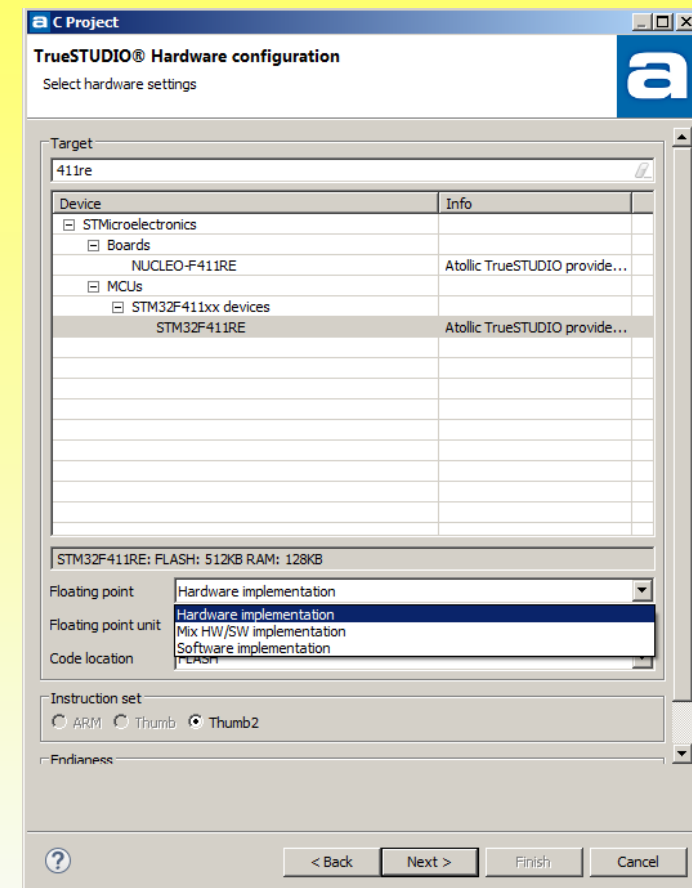 a C Project
TrueSTUDIO® Hardware configuration
Select hardware settings
a
Target
411re
Device Info
STMicroelectronics
Boards
NUCLEO-F411RE Atollic TrueSTUDIO provide...
MCUs
STM32F411xx devices
STM32F411RE Atollic TrueSTUDIO provide...
STM32F411RE: FLASH: 512KB RAM: 128KB
Floating point Hardware implementation
Hardware implementation
Floating point unit Mix HW/SW implementation
Software implementation
Code location FLASH
Instruction set
ARM Thumb Thumb2
Endianess
? < Back Next > Finish Cancel